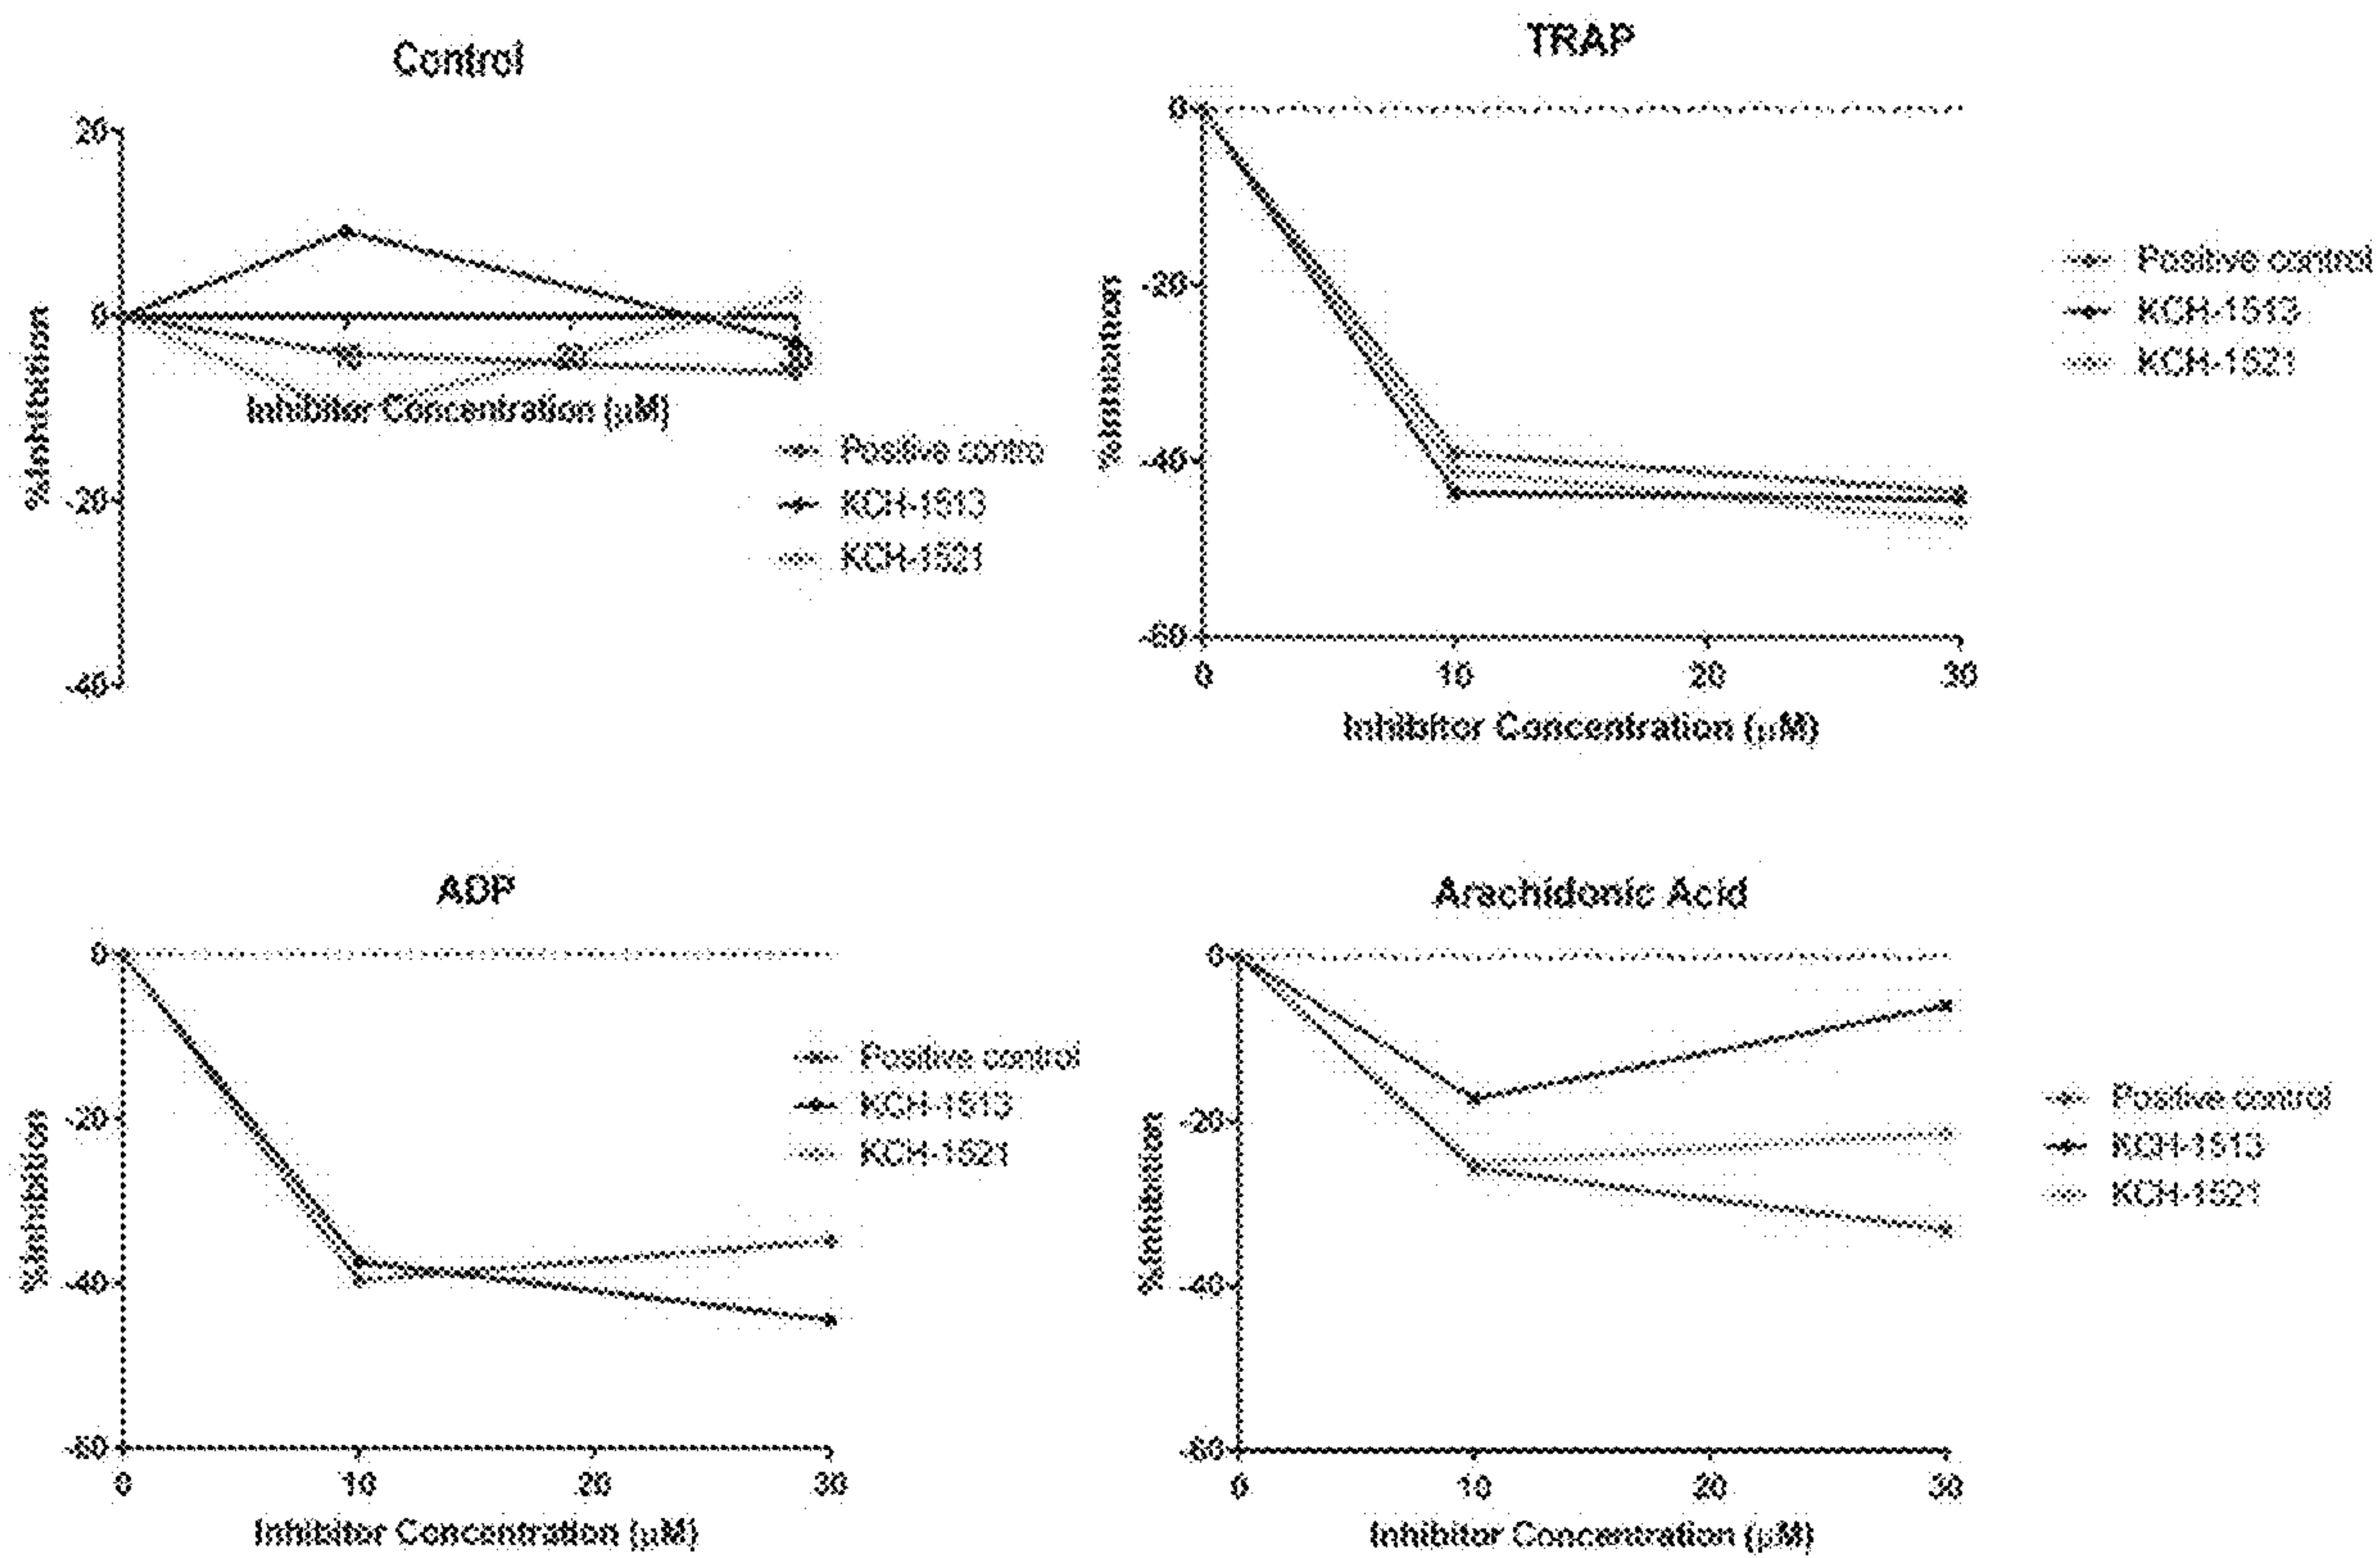 Control
20
0
-20
-40
%Inhibition
10
20
30
Inhibitor Concentration (μM)
Positive control
KCH-1513
KCH-1521
TRAP
0
-20
-40
-60
%Inhibition
0
10
20
30
Inhibitor Concentration (μM)
Positive control
KCH-1513
KCH-1521
ADP
0
-20
-40
-60
%Inhibition
0
10
20
30
Inhibitor Concentration (μM)
Positive control
KCH-1513
KCH-1521
Arachidonic Acid
0
-20
-40
-60
%Inhibition
0
10
20
30
Inhibitor Concentration (μM)
Positive control
KCH-1513
KCH-1521